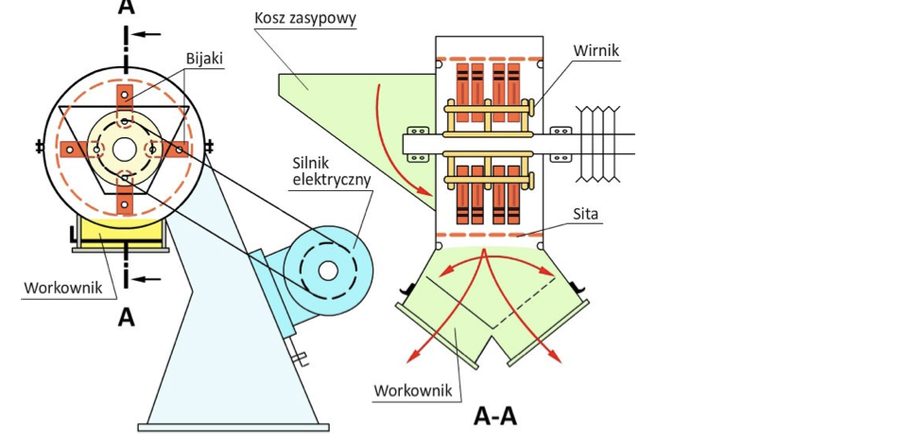 A
Kosz zasypowy
Bijaki
Wirnik
Silnik
elektryczny
Sita
Workownik
A
Workownik
A-A